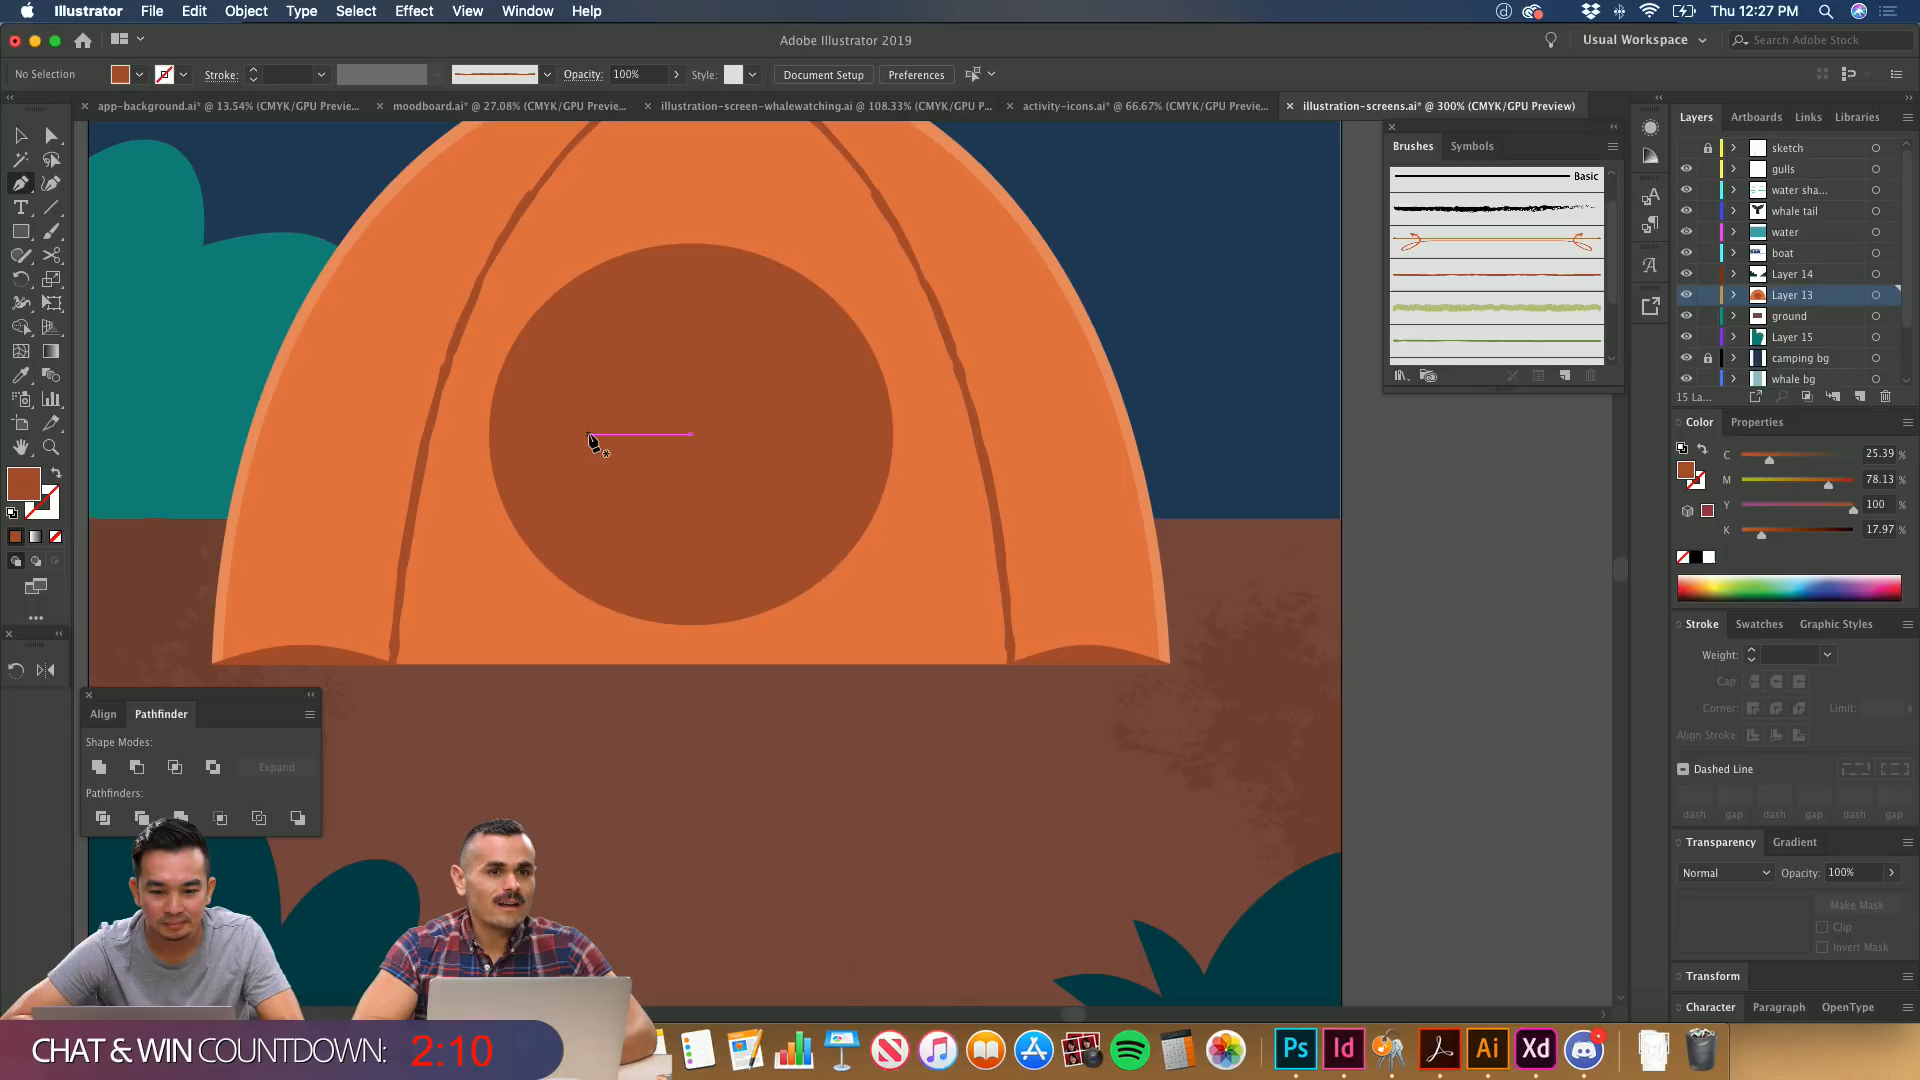 Illustrator File Edit Object Type Select Effect View Window Help
Thu 12:27 PM
Adobe Illustrator 2019
Usual Workspace
Search Adobe Stock
No Selection
Stroke:
Opacity: 100%
Style:
Document Setup
Preferences
app-background.ai* @ 13.54% (CMYK/GPU Previe...
moodboard.ai* @ 27.08% (CMYK/GPU Previe...
illustration-screen-whalewatching.ai @ 108.33% (CMYK/GPU P...
activity-icons.ai* @ 66.67% (CMYK/GPU Previe...
illustration-screens.ai* @ 300% (CMYK/GPU Preview)
Brushes Symbols
Basic
Layers Artboards Links Libraries
sketch
gulls
water sha...
whale tail
water
boat
Layer 14
Layer 13
ground
Layer 15
camping bg
whale bg
15 La...
Color Properties
C 25.39 %
M 78.13 %
Y 100 %
K 17.97 %
Stroke Swatches Graphic Styles
Weight:
Cap:
Corner: Limit: x
Align Stroke:
Dashed Line
dash gap dash gap dash gap
Transparency Gradient
Normal Opacity: 100%
Make Mask
Clip
Invert Mask
Transform
Character Paragraph OpenType
Align Pathfinder
Shape Modes:
Expand
Pathfinders:
CHAT & WIN COUNTDOWN: 2:10
Ps Id Ai Xd